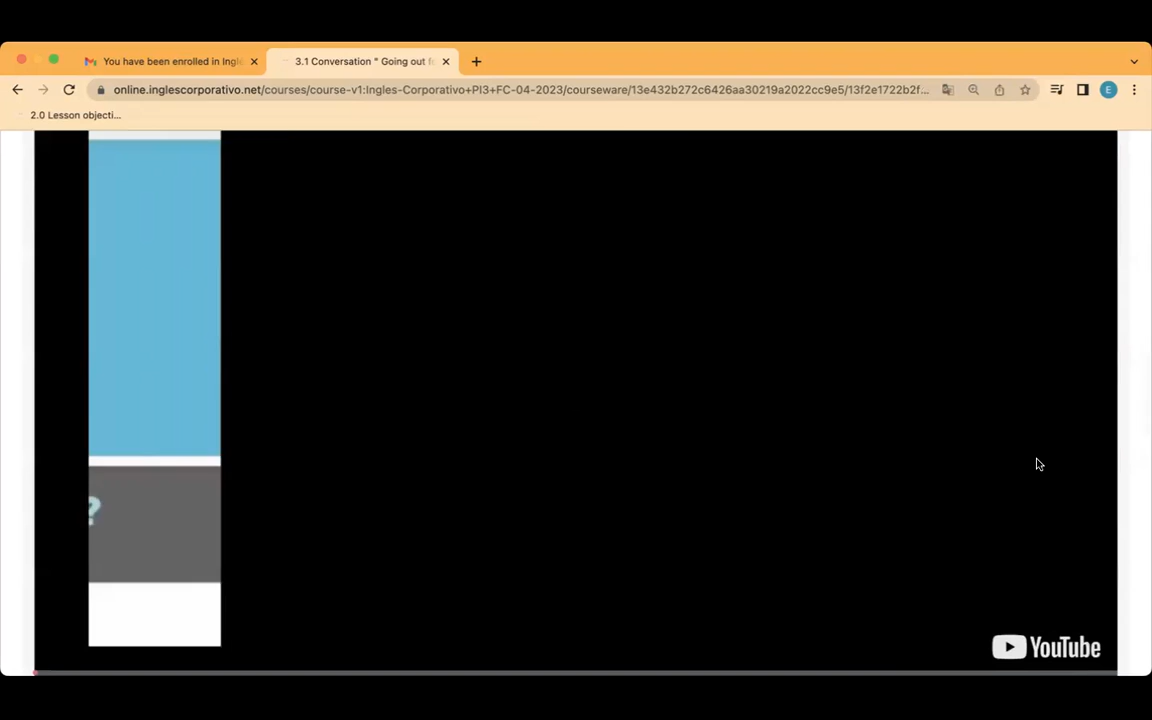 You have been enrolled in Inglé
3.1 Conversation " Going out f
online.inglescorporativo.net/courses/course-v1:Ingles-Corporativo+PI3+FC-04-2023/courseware/13e432b272c6426aa30219a2022cc9e5/13f2e1722b2f...
E
2.0 Lesson objecti...
?
YouTube